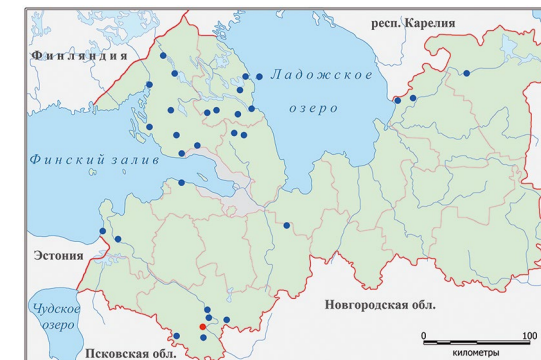 респ. Карелия
Финляндия
Ладожское
озеро
Финский залив
Эстония
Чудское
озеро
Новгородская обл.
Псковская обл.
0 100
километры